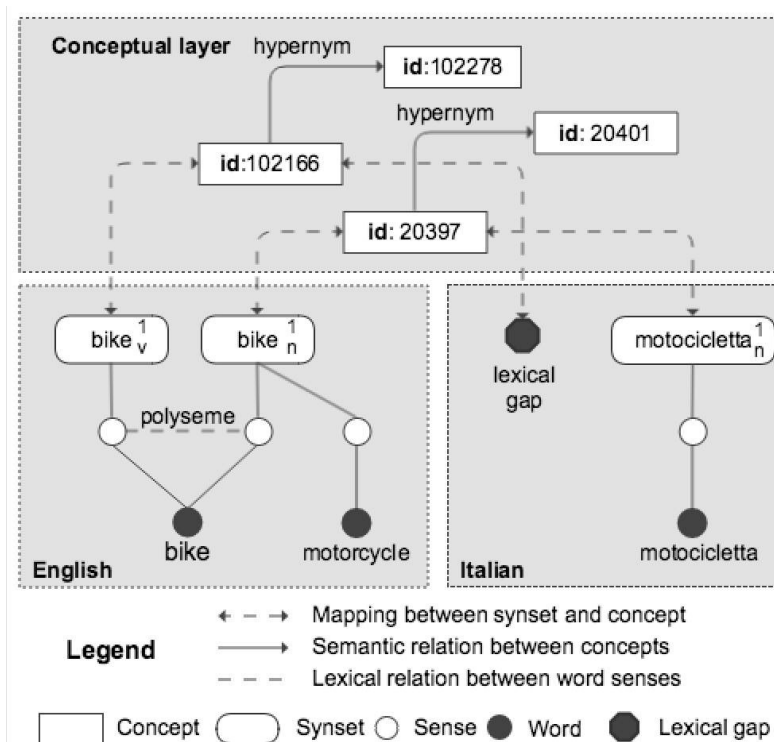 Conceptual layer
hypernym
id:102278
hypernym
id: 20401
id:102166
id: 20397
bike 1 v
bike 1 n
lexical gap
motocicletta 1 n
polyseme
bike
motorcycle
motocicletta
English
Italian
Legend
Mapping between synset and concept
Semantic relation between concepts
Lexical relation between word senses
Concept
Synset
Sense
Word
Lexical gap